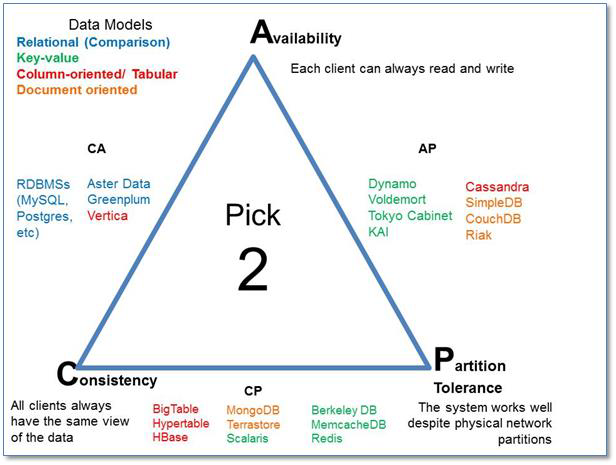 Data Models
Relational (Comparison)
Key-value
Column-oriented/ Tabular
Document oriented
Availability
Each client can always read and write
CA
RDBMSs
(MySQL,
Postgres,
etc)
Aster Data
Greenplum
Vertica
AP
Dynamo
Voldemort
Tokyo Cabinet
KAI
Cassandra
SimpleDB
CouchDB
Riak
Pick
2
Consistency
All clients always
have the same view
of the data
CP
BigTable
Hypertable
HBase
MongoDB
Terrastore
Scalaris
Berkeley DB
MemcacheDB
Redis
Partition
Tolerance
The system works well
despite physical network
partitions